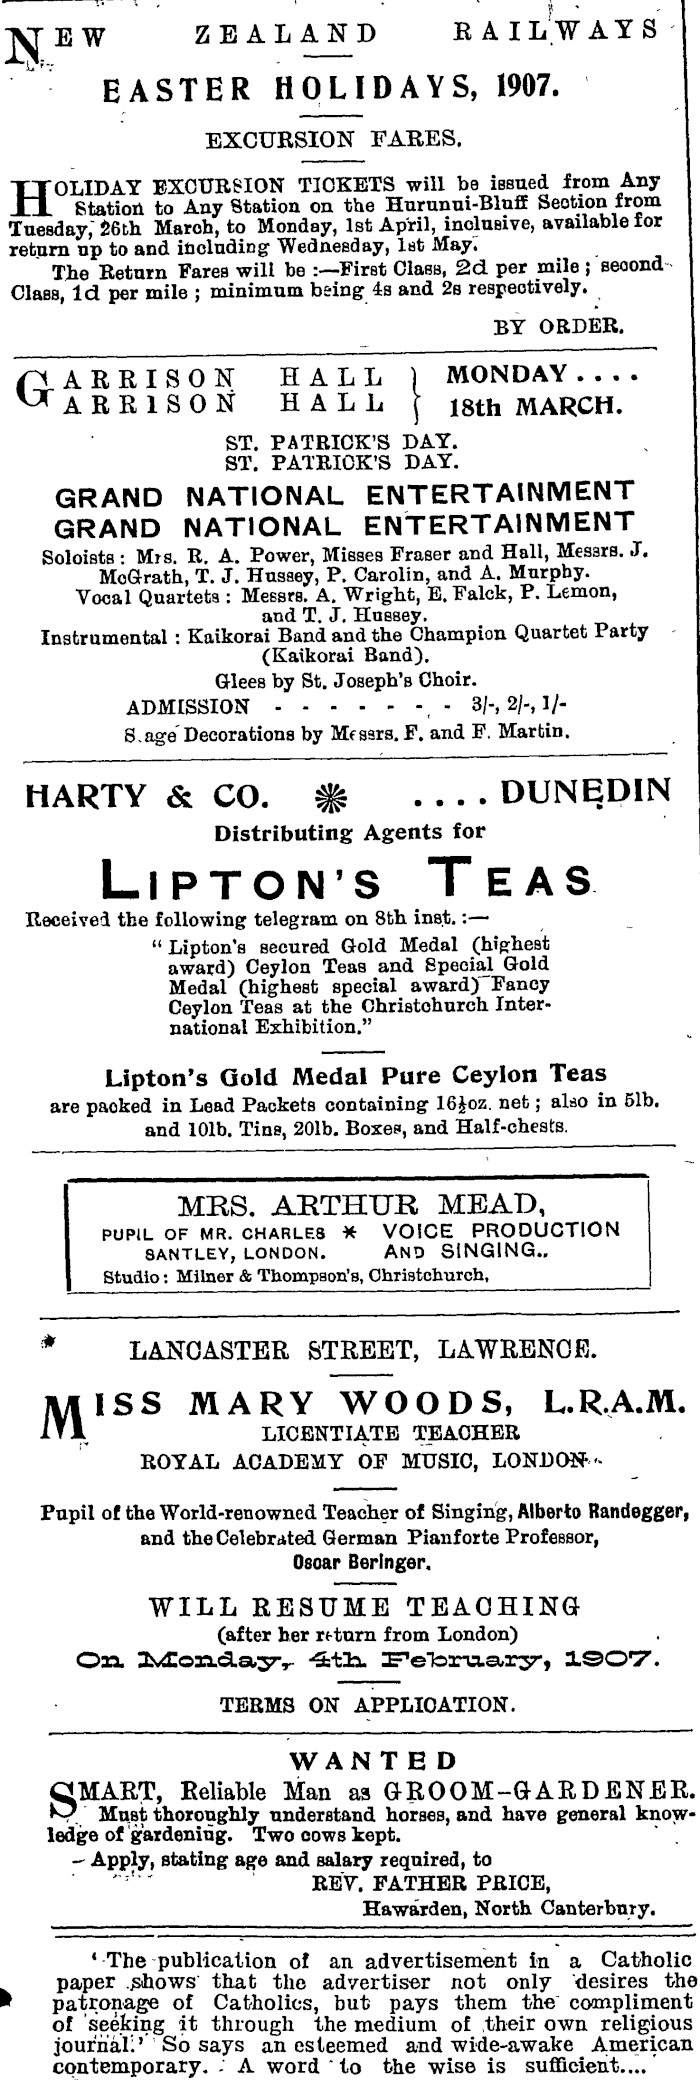 NEW ZEALAND RAILWAYS
EASTER HOLIDAYS, 1907.
EXCURSION FARES.
HOLIDAY EXCURSION TICKETS will be issued from Any
Station to Any Station on the Hurunui-Bluff Section from
Tuesday, 26th March, to Monday, 1st April, inclusive, available for
return up to and including Wednesday, 1st May.
The Return Fares will be :—First Class, 2d per mile ; second
Class, 1d per mile ; minimum being 4s and 2s respectively.
BY ORDER.
GARRISON HALL } MONDAY ....
GARRISON HALL } 18th MARCH.
ST. PATRICK'S DAY.
ST. PATRICK'S DAY.
GRAND NATIONAL ENTERTAINMENT
GRAND NATIONAL ENTERTAINMENT
Soloists : Mrs. R. A. Power, Misses Fraser and Hall, Messrs. J.
McGrath, T. J. Hussey, P. Carolin, and A. Murphy.
Vocal Quartets : Messrs. A. Wright, E. Falck, P. Lemon,
and T. J. Hussey.
Instrumental : Kaikorai Band and the Champion Quartet Party
(Kaikorai Band).
Glees by St. Joseph's Choir.
ADMISSION - - - - - - - - 3/-, 2/-, 1/-
Stage Decorations by Messrs. F. and F. Martin.
HARTY & CO. .... DUNEDIN
Distributing Agents for
LIPTON'S TEAS
Received the following telegram on 8th inst. :—
" Lipton's secured Gold Medal (highest
award) Ceylon Teas and Special Gold
Medal (highest special award) Fancy
Ceylon Teas at the Christchurch Inter-
national Exhibition."
Lipton's Gold Medal Pure Ceylon Teas
are packed in Lead Packets containing 16½oz. net ; also in 5lb.
and 10lb. Tins, 20lb. Boxes, and Half-chests.
MRS. ARTHUR MEAD,
PUPIL OF MR. CHARLES * VOICE PRODUCTION
SANTLEY, LONDON. AND SINGING..
Studio : Milner & Thompson's, Christchurch,
LANCASTER STREET, LAWRENCE.
MISS MARY WOODS, L.R.A.M.
LICENTIATE TEACHER
ROYAL ACADEMY OF MUSIC, LONDON
Pupil of the World-renowned Teacher of Singing, Alberto Randegger,
and the Celebrated German Pianforte Professor,
Oscar Beringer.
WILL RESUME TEACHING
(after her return from London)
On Monday, 4th February, 1907.
TERMS ON APPLICATION.
WANTED
SMART, Reliable Man as GROOM-GARDENER.
Must thoroughly understand horses, and have general know-
ledge of gardening. Two cows kept.
Apply, stating age and salary required, to
REV. FATHER PRICE,
Hawarden, North Canterbury.
' The publication of an advertisement in a Catholic
paper shows that the advertiser not only desires the
patronage of Catholics, but pays them the compliment
of seeking it through the medium of their own religious
journal.' So says an esteemed and wide-awake American
contemporary. A word to the wise is sufficient....